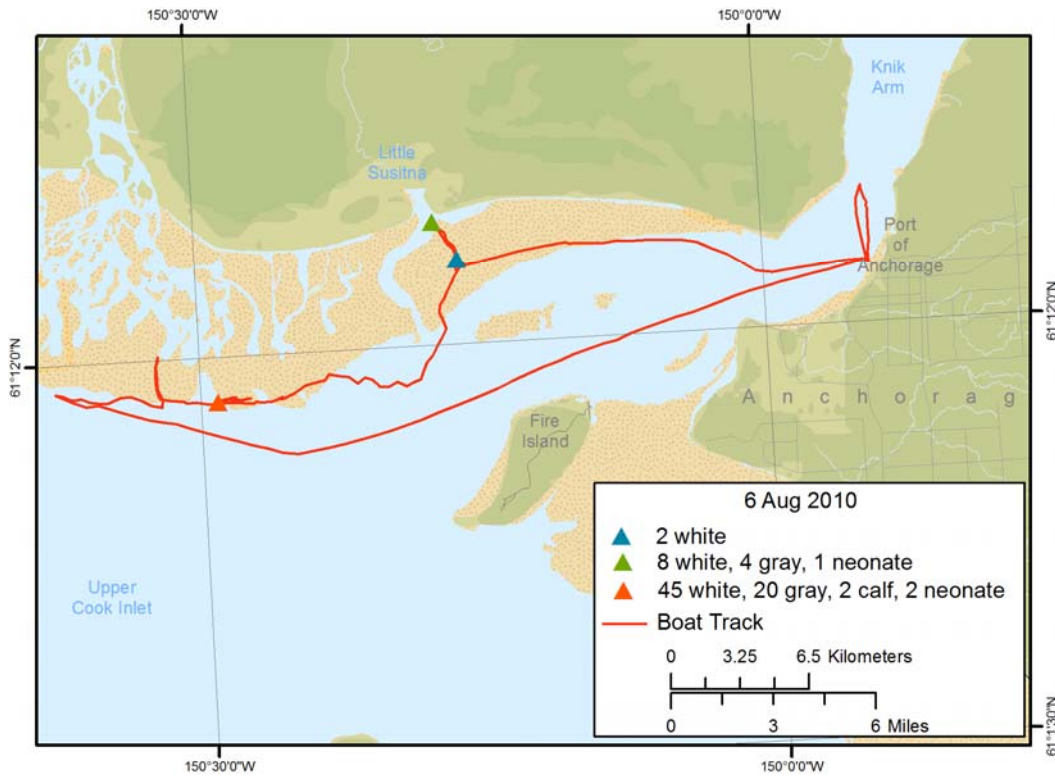 150°30'0"W
150°0'0"W
Knik
Arm
Little
Susitna
Port
of
Anchorage
61°12'0"N
61°12'0"N
Anchorag
Fire
Island
6 Aug 2010
2 white
8 white, 4 gray, 1 neonate
45 white, 20 gray, 2 calf, 2 neonate
Boat Track
Upper
Cook Inlet
0 3.25 6.5 Kilometers
0 3 6 Miles
61°1'30"N
150°30'0"W
150°0'0"W